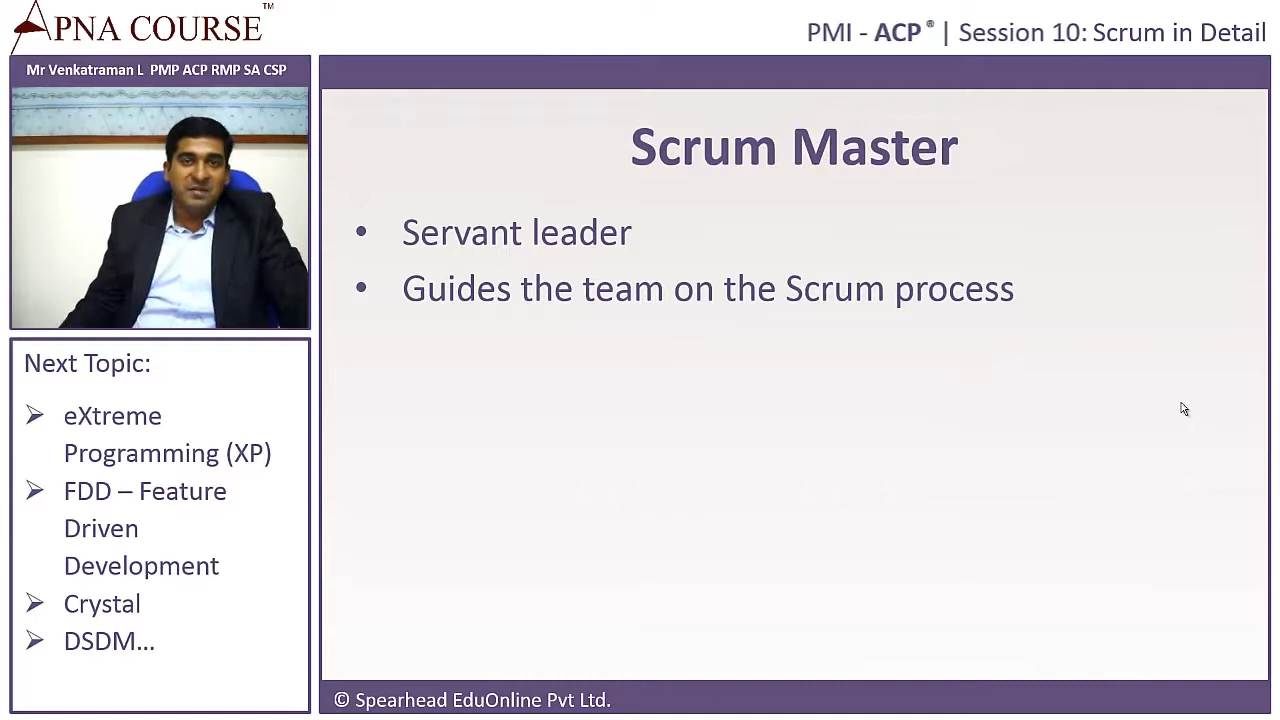 APNA COURSE™
PMI - ACP® | Session 10: Scrum in Detail
Mr Venkatraman L PMP ACP RMP SA CSP
Scrum Master
• Servant leader
• Guides the team on the Scrum process
Next Topic:
➢ eXtreme
Programming (XP)
➢ FDD – Feature
Driven
Development
➢ Crystal
➢ DSDM…
© Spearhead EduOnline Pvt Ltd.